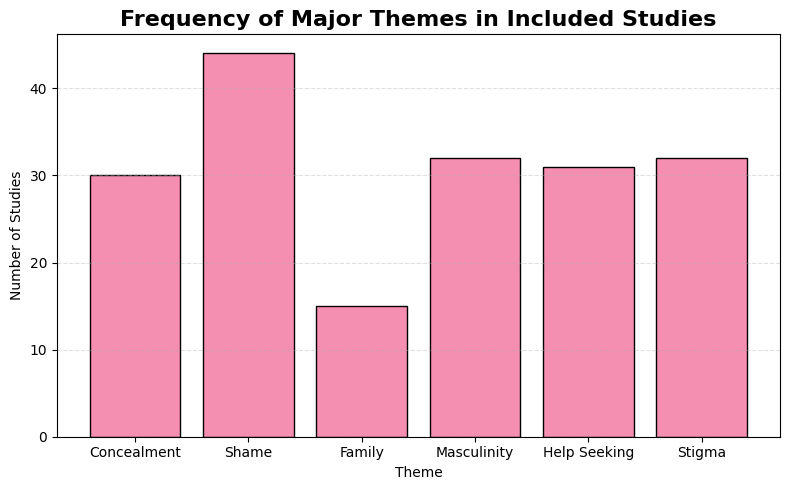 Frequency of Major Themes in Included Studies
Number of Studies
40
30
20
10
0
Concealment Shame Family Masculinity Help Seeking Stigma
Theme